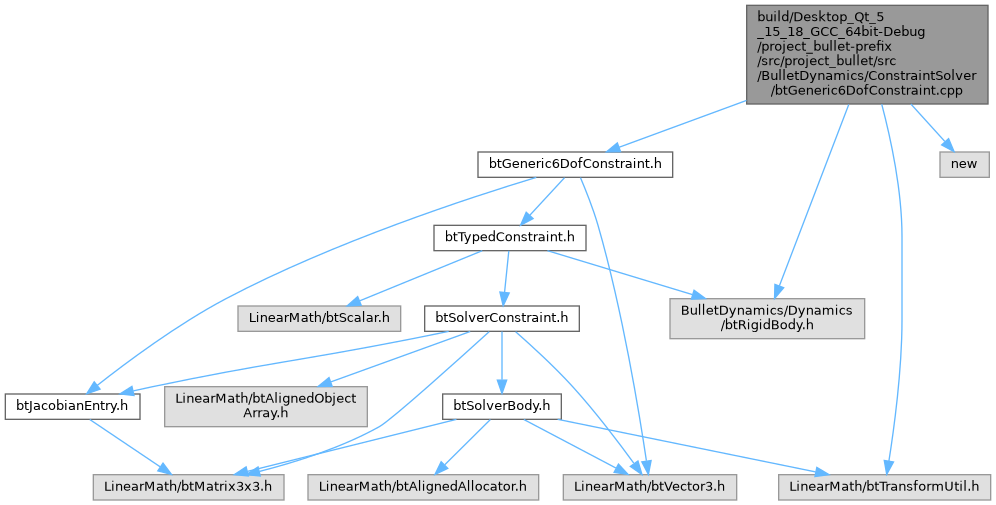 build/Desktop_Qt_5
_15_18_GCC_64bit-Debug
/project_bullet-prefix
/src/project_bullet/src
/BulletDynamics/ConstraintSolver
/btGeneric6DofConstraint.cpp
btGeneric6DofConstraint.h
new
btTypedConstraint.h
LinearMath/btScalar.h
btSolverConstraint.h
BulletDynamics/Dynamics
/btRigidBody.h
btJacobianEntry.h
LinearMath/btAlignedObject
Array.h
btSolverBody.h
LinearMath/btMatrix3x3.h
LinearMath/btAlignedAllocator.h
LinearMath/btVector3.h
LinearMath/btTransformUtil.h